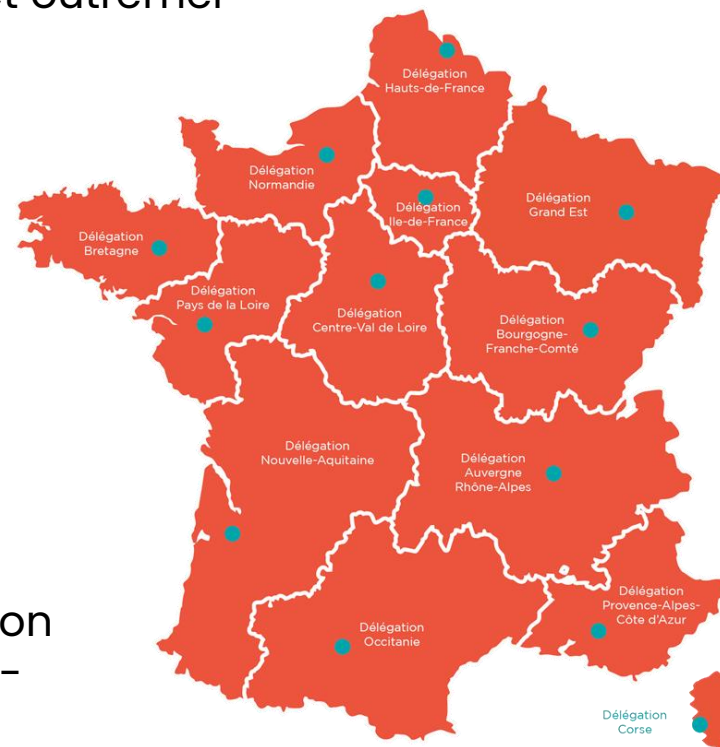 et outremer
Délégation
Hauts-de-France
Délégation
Normandie
Délégation
Ile-de-France
Délégation
Grand Est
Délégation
Bretagne
Délégation
Pays de la Loire
Délégation
Centre-Val de Loire
Délégation
Bourgogne-
Franche-Comté
Délégation
Nouvelle-Aquitaine
Délégation
Auvergne
Rhône-Alpes
Délégation
Provence-Alpes-
Côte d'Azur
on
-
Délégation
Occitanie
Délégation
Corse